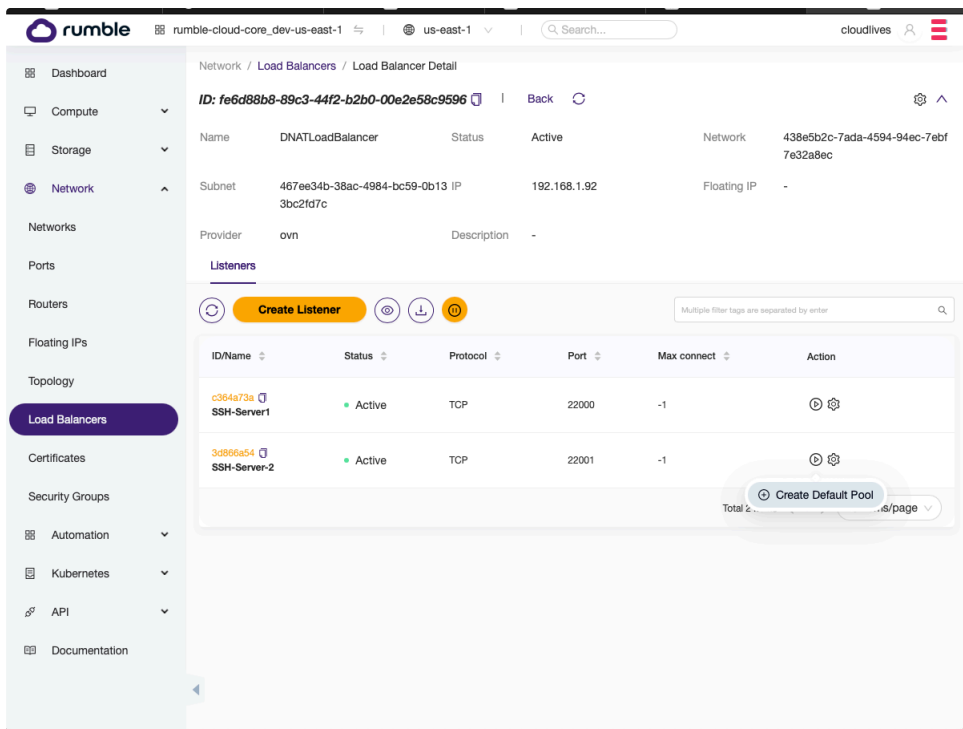 rumble
rumble-cloud-core_dev-us-east-1
us-east-1
Search...
cloudlives
Dashboard
Compute
Storage
Network
Networks
Ports
Routers
Floating IPs
Topology
Load Balancers
Certificates
Security Groups
Automation
Kubernetes
API
Documentation
Network / Load Balancers / Load Balancer Detail
ID: fe6d88b8-89c3-44f2-b2b0-00e2e58c9596 | Back
Name DNATLoadBalancer Status Active Network 438e5b2c-7ada-4594-94ec-7ebf
7e32a8ec
Subnet 467ee34b-38ac-4984-bc59-0b13 IP 192.168.1.92 Floating IP -
3bc2fd7c
Provider ovn Description -
Listeners
Create Listener
Multiple filter tags are separated by enter
ID/Name Status Protocol Port Max connect Action
c364a73a
SSH-Server1 Active TCP 22000 -1
3d866a54
SSH-Server-2 Active TCP 22001 -1
Create Default Pool
Total 2
s/page